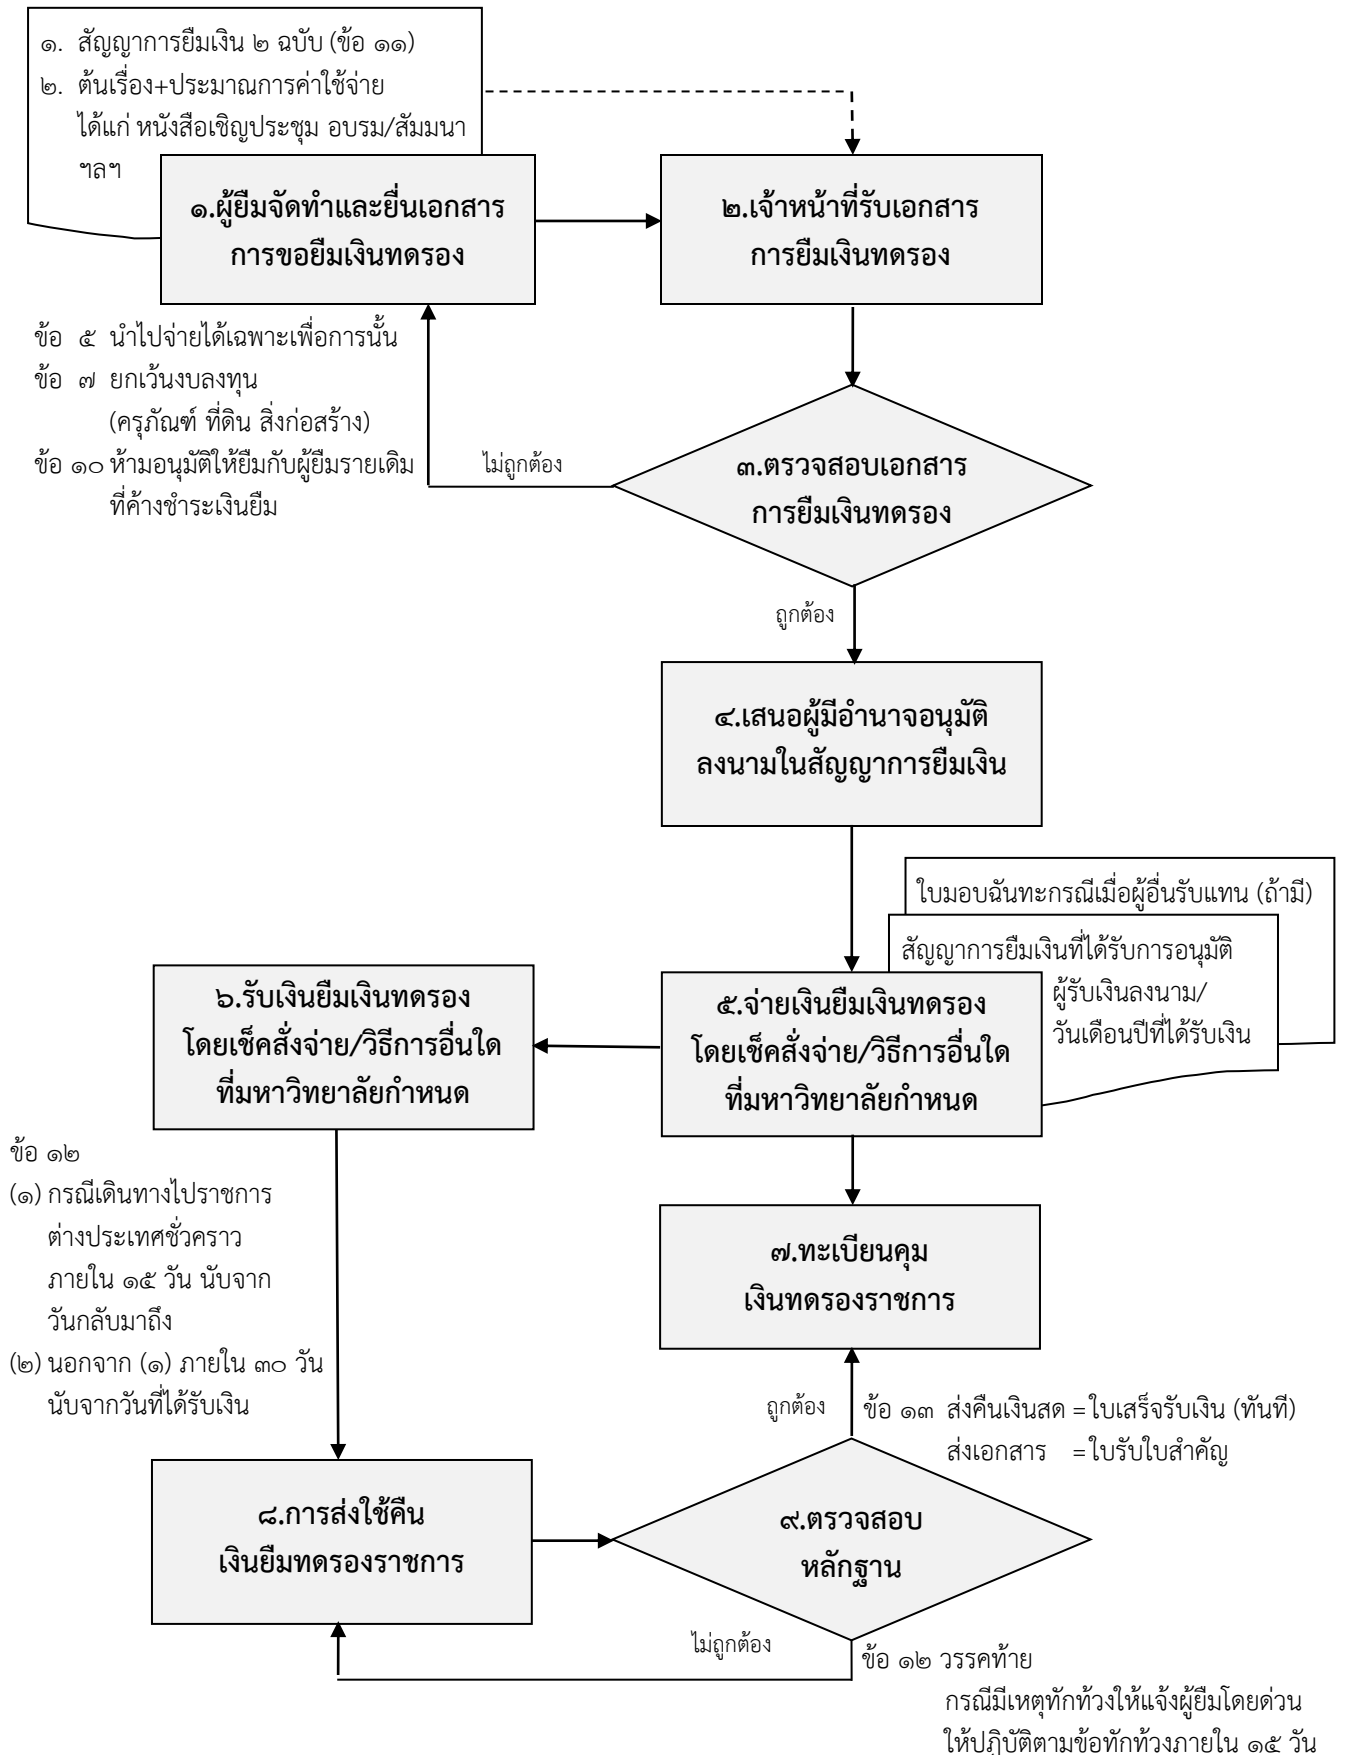 ๑. สัญญาการยืมเงิน ๒ ฉบับ (ข้อ ๑๑)
๒. ต้นเรื่อง+ประมาณการค่าใช้จ่าย
ได้แก่ หนังสือเชิญประชุม อบรม/สัมมนา
ฯลฯ
๑.ผู้ยืมจัดทำและยื่นเอกสาร
การขอยืมเงินทดรอง
๒.เจ้าหน้าที่รับเอกสาร
การยืมเงินทดรอง
ข้อ ๕ นำไปจ่ายได้เฉพาะเพื่อการนั้น
ข้อ ๗ ยกเว้นงบลงทุน
(ครุภัณฑ์ ที่ดิน สิ่งก่อสร้าง)
ข้อ ๑๐ ห้ามอนุมัติให้ยืมกับผู้ยืมรายเดิม
ที่ค้างชำระเงินยืม
ไม่ถูกต้อง
๓.ตรวจสอบเอกสาร
การยืมเงินทดรอง
ถูกต้อง
๔.เสนอผู้มีอำนาจอนุมัติ
ลงนามในสัญญาการยืมเงิน
ใบมอบฉันทะกรณีเมื่อผู้อื่นรับแทน (ถ้ามี)
สัญญาการยืมเงินที่ได้รับการอนุมัติ
ผู้รับเงินลงนาม/
วันเดือนปีที่ได้รับเงิน
๕.จ่ายเงินยืมเงินทดรอง
โดยเช็คสั่งจ่าย/วิธีการอื่นใด
ที่มหาวิทยาลัยกำหนด
๖.รับเงินยืมเงินทดรอง
โดยเช็คสั่งจ่าย/วิธีการอื่นใด
ที่มหาวิทยาลัยกำหนด
ข้อ ๑๒
(๑) กรณีเดินทางไปราชการ
ต่างประเทศชั่วคราว
ภายใน ๑๕ วัน นับจาก
วันกลับมาถึง
(๒) นอกจาก (๑) ภายใน ๓๐ วัน
นับจากวันที่ได้รับเงิน
๗.ทะเบียนคุม
เงินทดรองราชการ
ถูกต้อง
ข้อ ๑๓ ส่งคืนเงินสด = ใบเสร็จรับเงิน (ทันที)
ส่งเอกสาร = ใบรับใบสำคัญ
๘.การส่งใช้คืน
เงินยืมทดรองราชการ
๙.ตรวจสอบ
หลักฐาน
ไม่ถูกต้อง
ข้อ ๑๒ วรรคท้าย
กรณีมีเหตุทักท้วงให้แจ้งผู้ยืมโดยด่วน
ให้ปฏิบัติตามข้อทักท้วงภายใน ๑๕ วัน